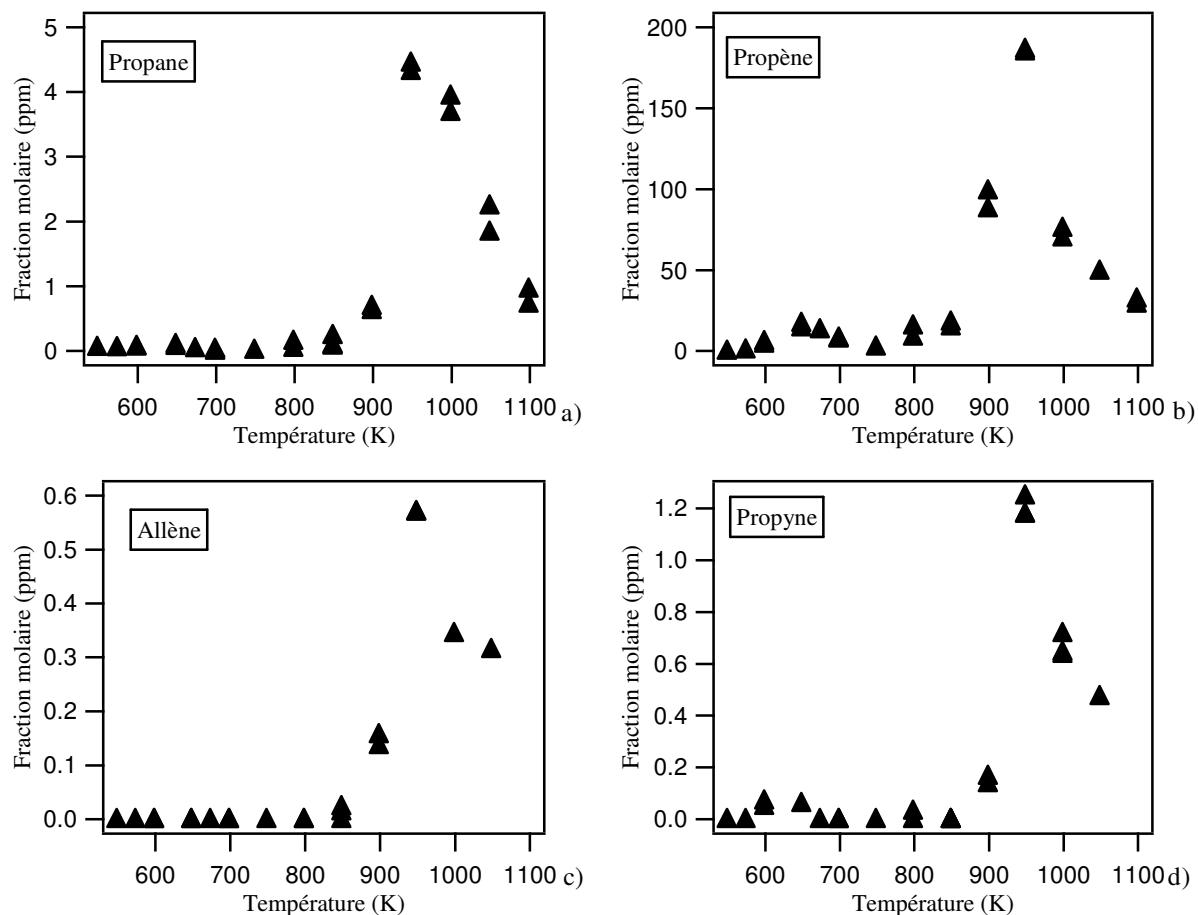 Propane
Fraction molaire (ppm)
5
4
3
2
1
0
600 700 800 900 1000 1100
Température (K)
a)
Propène
Fraction molaire (ppm)
200
150
100
50
0
600 700 800 900 1000 1100
Température (K)
b)
Allène
Fraction molaire (ppm)
0.6
0.5
0.4
0.3
0.2
0.1
0.0
600 700 800 900 1000 1100
Température (K)
c)
Propyne
Fraction molaire (ppm)
1.2
1.0
0.8
0.6
0.4
0.2
0.0
600 700 800 900 1000 1100
Température (K)
d)